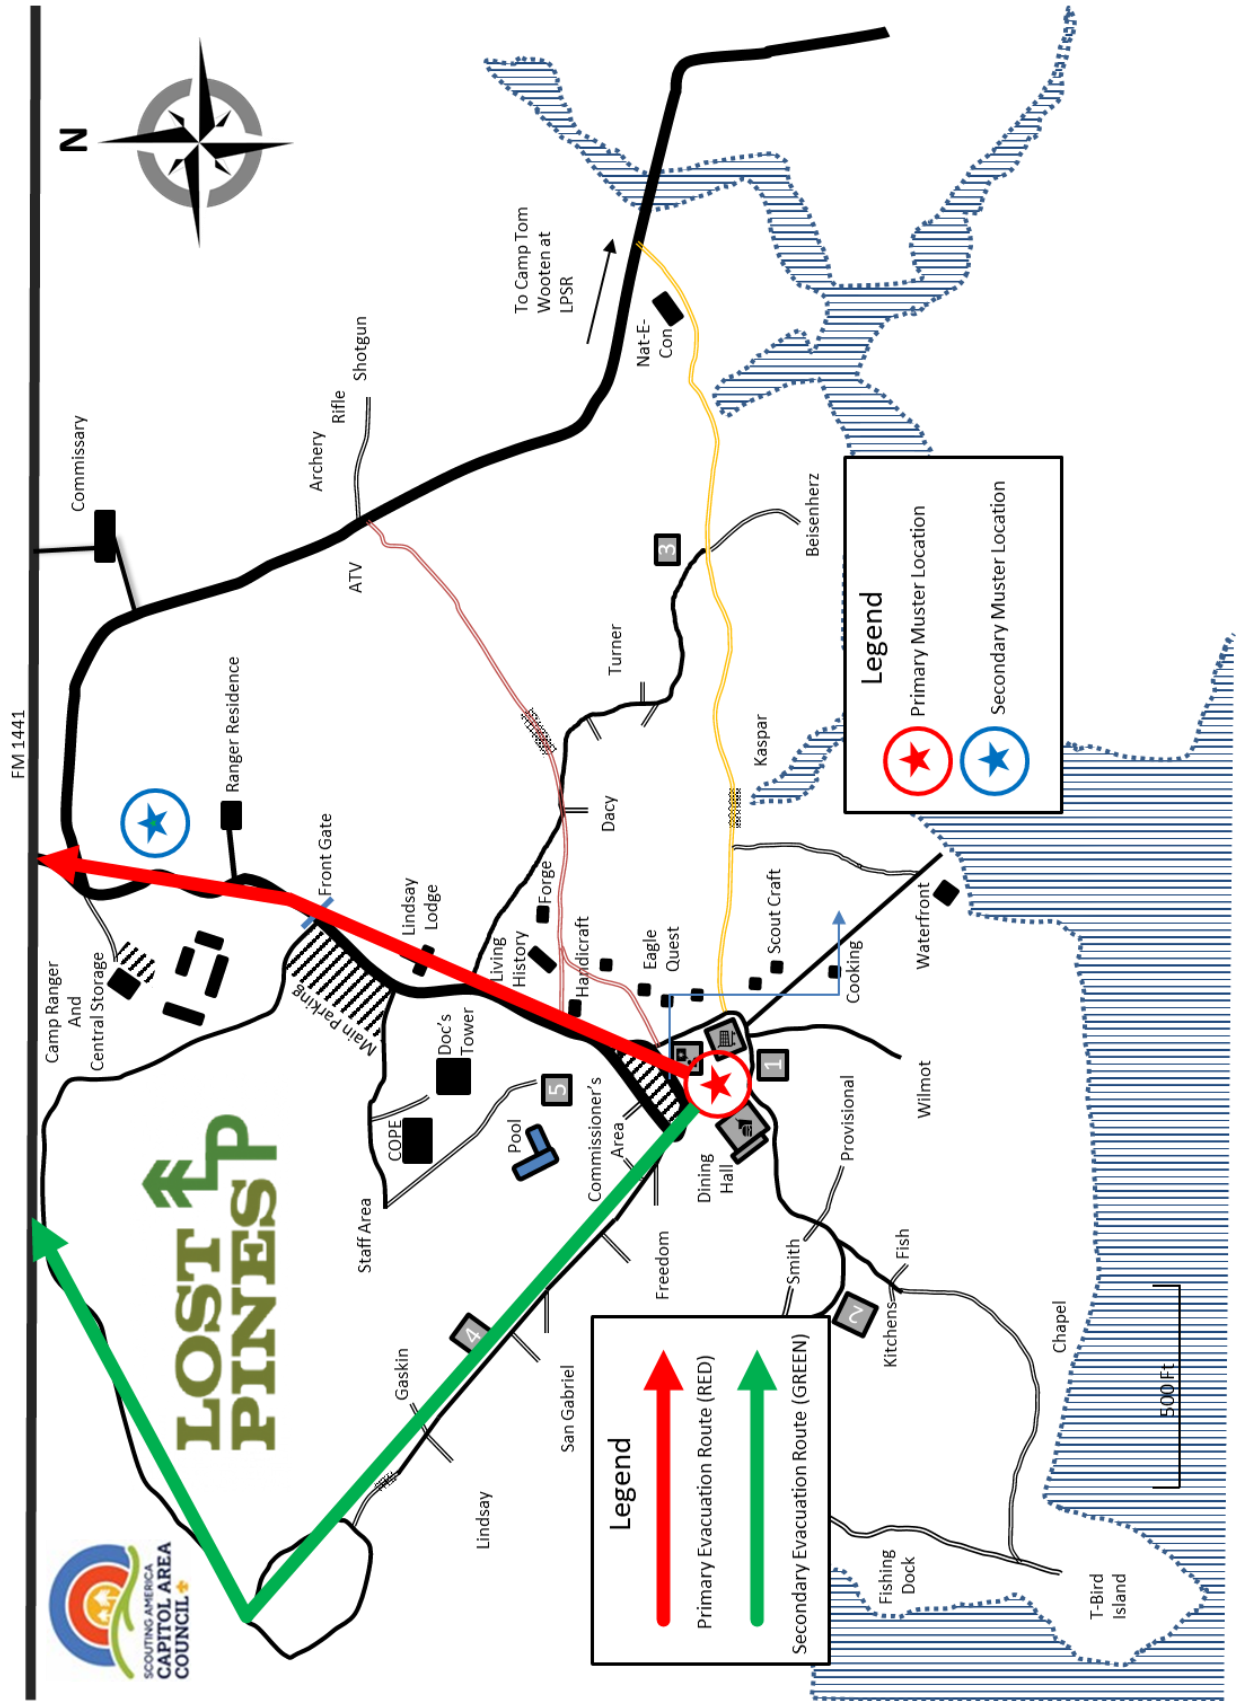 FM 1441
N
Commissary
Archery
Rifle
Shotgun
ATV
To Camp Tom
Wooten at
LPSR
Nat-E-
Con
Ranger Residence
Front Gate
Camp Ranger
And
Central Storage
Main Parking
Lindsay
Lodge
Living
History
Forge
Handicraft
Dacy
Turner
3
Beisenherz
Kaspar
Eagle
Quest
Scout Craft
Cooking
Waterfront
Doc's
Tower
COPE
5
Pool
Staff Area
Commissioner's
Area
Dining
Hall
1
Wilmot
Provisional
Smith
Fish
2
Kitchens
Chapel
Freedom
4
San Gabriel
Gaskin
Lindsay
Fishing
Dock
T-Bird
Island
500 Ft
LOST
PINES
SCOUTING AMERICA
CAPITOL AREA
COUNCIL
Legend
Primary Muster Location
Secondary Muster Location
Legend
Primary Evacuation Route (RED)
Secondary Evacuation Route (GREEN)